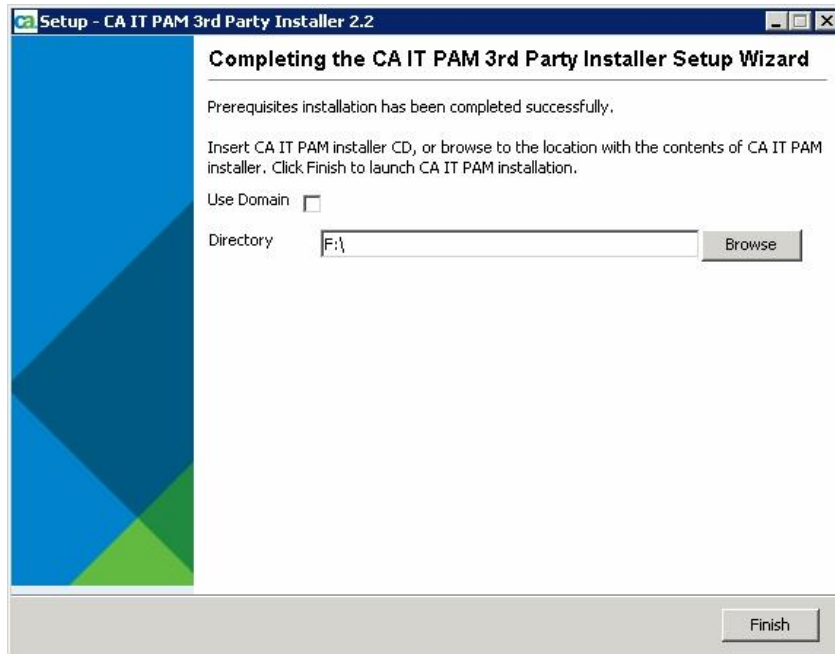 ca Setup - CA IT PAM 3rd Party Installer 2.2
Completing the CA IT PAM 3rd Party Installer Setup Wizard
Prerequisites installation has been completed successfully.
Insert CA IT PAM installer CD, or browse to the location with the contents of CA IT PAM
installer. Click Finish to launch CA IT PAM installation.
Use Domain
Directory F:\ Browse
Finish